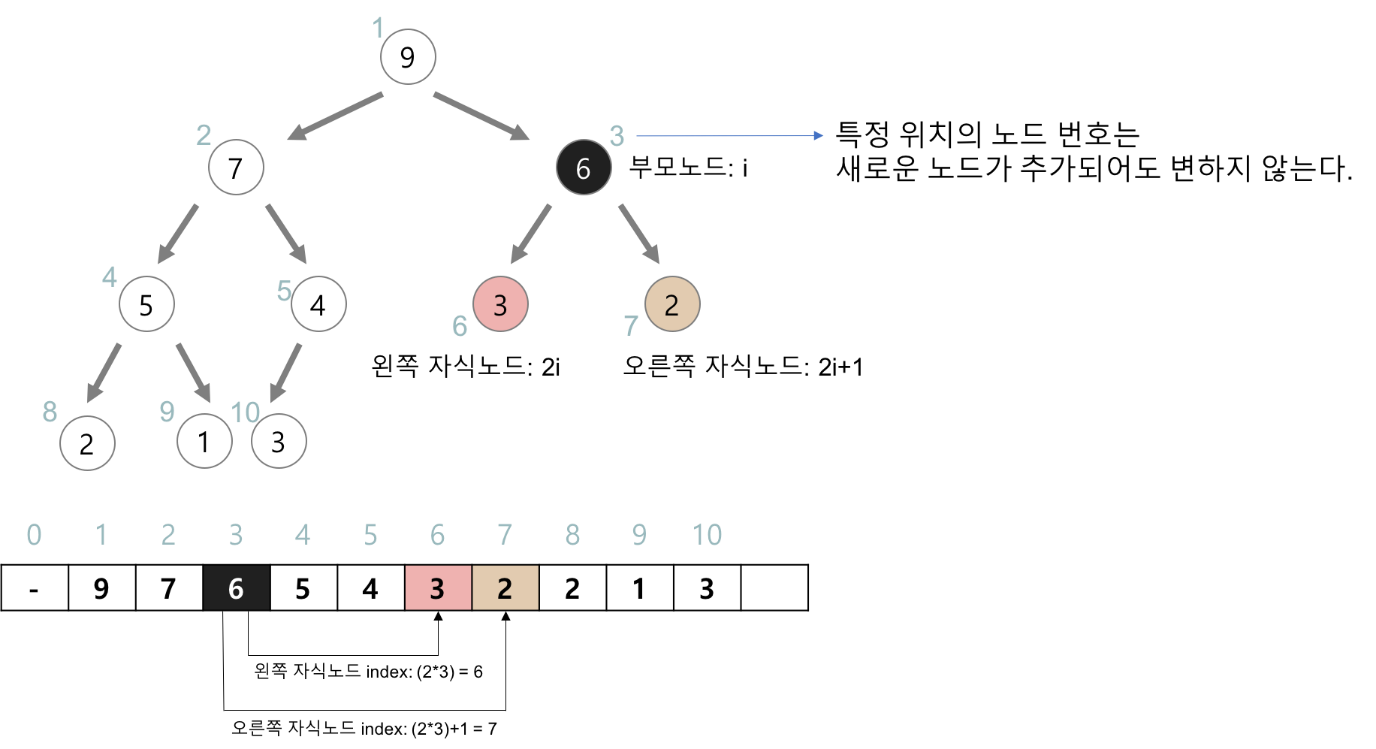 1
9
2
7
3
6
부모노드: i
특정 위치의 노드 번호는
새로운 노드가 추가되어도 변하지 않는다.
4
5
5
4
6
3
7
2
왼쪽 자식노드: 2i
오른쪽 자식노드: 2i+1
8
2
9
1
10
3
0 1 2 3 4 5 6 7 8 9 10
- 9 7 6 5 4 3 2 2 1 3
왼쪽 자식노드 index: (2*3) = 6
오른쪽 자식노드 index: (2*3)+1 = 7